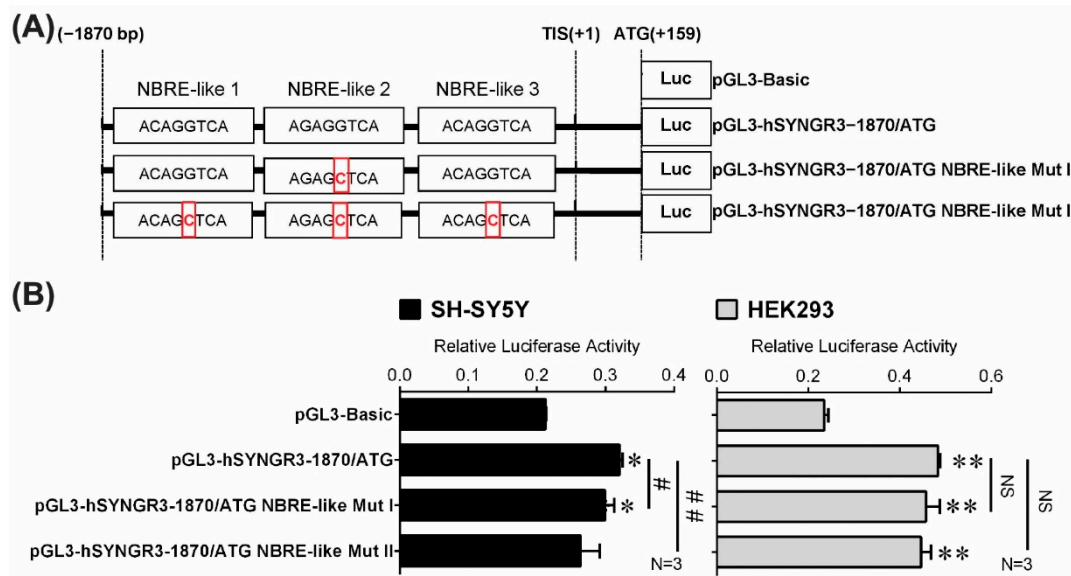 (A)
(−1870 bp) TIS(+1) ATG(+159)
Luc pGL3-Basic
NBRE-like 1 NBRE-like 2 NBRE-like 3
ACAGGTCA AGAGGTCA ACAGGTCA Luc pGL3-hSYNGR3−1870/ATG
ACAGGTCA AGAGCTCA ACAGGTCA Luc pGL3-hSYNGR3−1870/ATG NBRE-like Mut I
ACAGCTCA AGAGCTCA ACAGCTCA Luc pGL3-hSYNGR3−1870/ATG NBRE-like Mut I
(B)
SH-SY5Y HEK293
Relative Luciferase Activity Relative Luciferase Activity
0.0 0.2 0.3 0.4 0.0 0.2 0.4 0.6
pGL3-Basic
pGL3-hSYNGR3-1870/ATG * **
pGL3-hSYNGR3-1870/ATG NBRE-like Mut I * # ## ** NS NS
pGL3-hSYNGR3-1870/ATG NBRE-like Mut II **
N=3 N=3